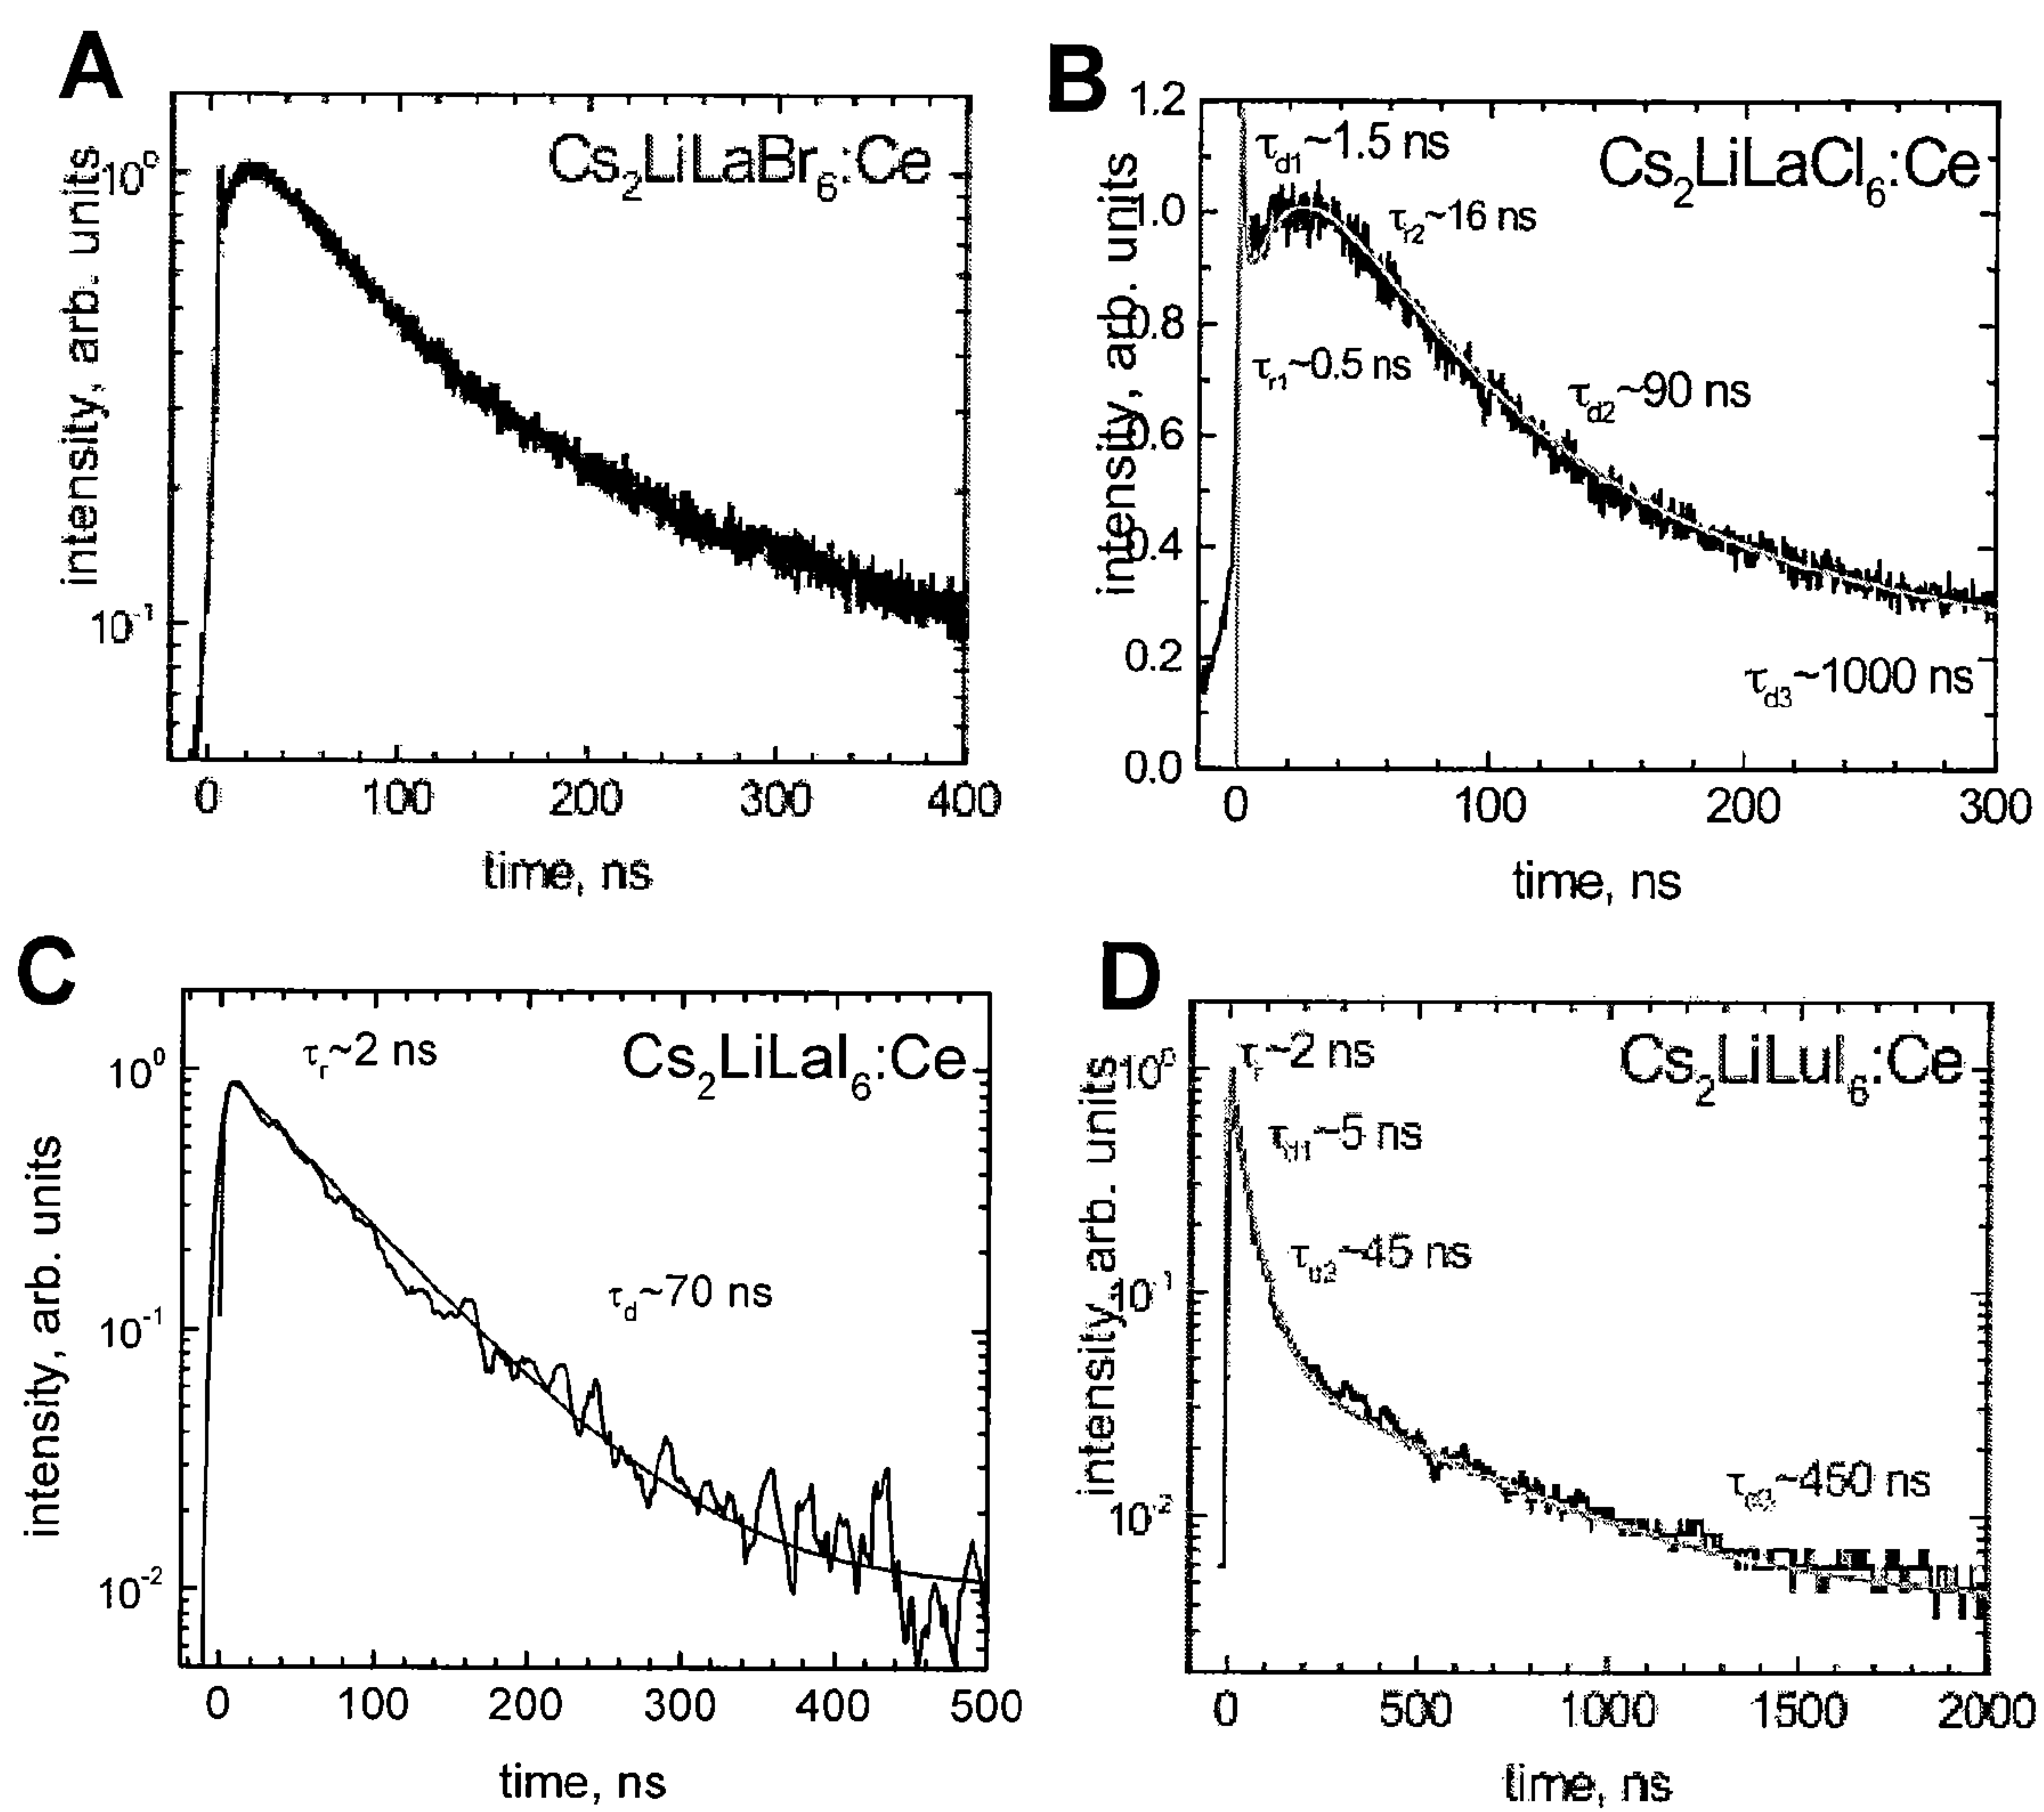 A
Cs2LiLaBr6:Ce
intensity, arb. units
10^0
10^-1
0 100 200 300 400
time, ns
B
Cs2LiLaCl6:Ce
intensity, arb. units
1.2
1.0
0.8
0.6
0.4
0.2
0.0
τd1~1.5 ns
τr2~16 ns
τr1~0.5 ns
τd2~90 ns
τd3~1000 ns
0 100 200 300
time, ns
C
Cs2LiLaI6:Ce
intensity, arb. units
10^0
10^-1
10^-2
τr~2 ns
τd~70 ns
0 100 200 300 400 500
time, ns
D
Cs2LiLuI6:Ce
intensity, arb. units
10^0
10^-1
10^-2
τr~2 ns
τd1~5 ns
τd2~45 ns
τd3~450 ns
0 500 1000 1500 2000
time, ns